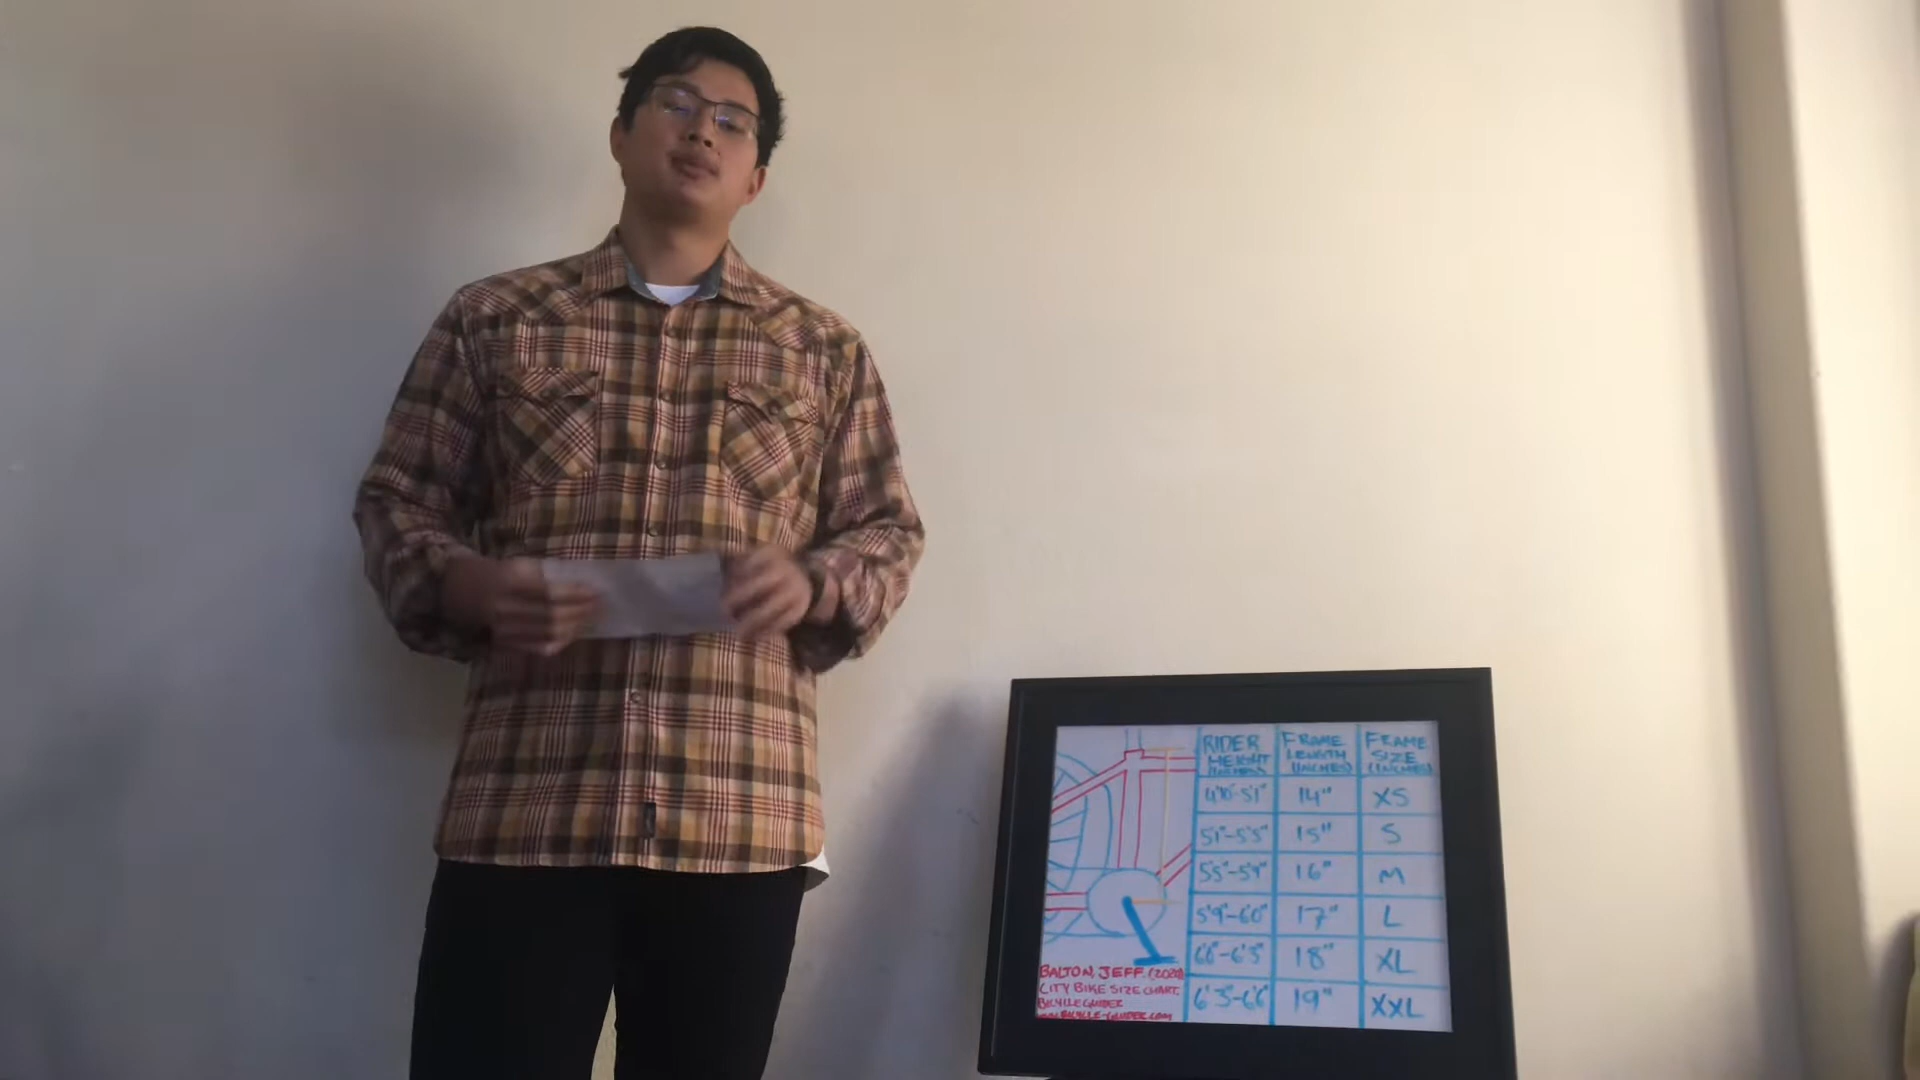 RIDER HEIGHT (INCHES) FRAME LENGTH (INCHES) FRAME SIZE (INCHES)
4'10"-5'1" 14" XS
5'1"-5'5" 15" S
5'5"-5'9" 16" M
5'9"-6'0" 17" L
6'0"-6'3" 18" XL
6'3"-6'6" 19" XXL
BALTON, JEFF. (2020)
CITY BIKE SIZE CHART.